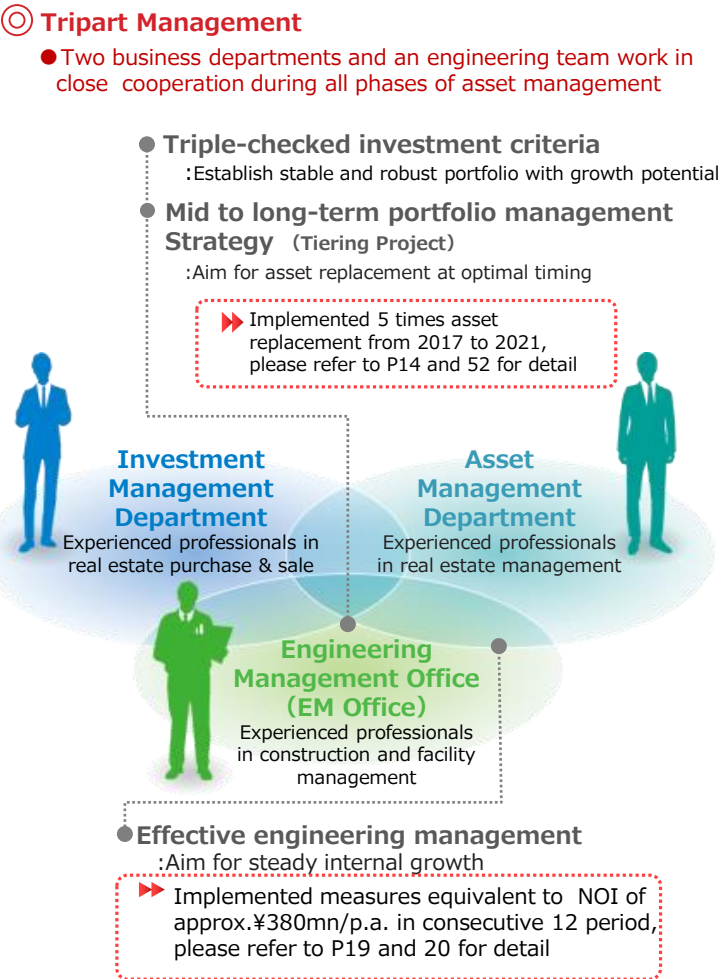 ◎ Tripart Management
●Two business departments and an engineering team work in
close cooperation during all phases of asset management
Triple-checked investment criteria
:Establish stable and robust portfolio with growth potential
Mid to long-term portfolio management
Strategy （Tiering Project）
:Aim for asset replacement at optimal timing
Implemented 5 times asset
replacement from 2017 to 2021,
please refer to P14 and 52 for detail
Investment
Management
Department
Experienced professionals in
real estate purchase & sale
Asset
Management
Department
Experienced professionals
in real estate management
Engineering
Management Office
（EM Office）
Experienced professionals
in construction and facility
management
Effective engineering management
:Aim for steady internal growth
Implemented measures equivalent to NOI of
approx.¥380mn/p.a. in consecutive 12 period,
please refer to P19 and 20 for detail